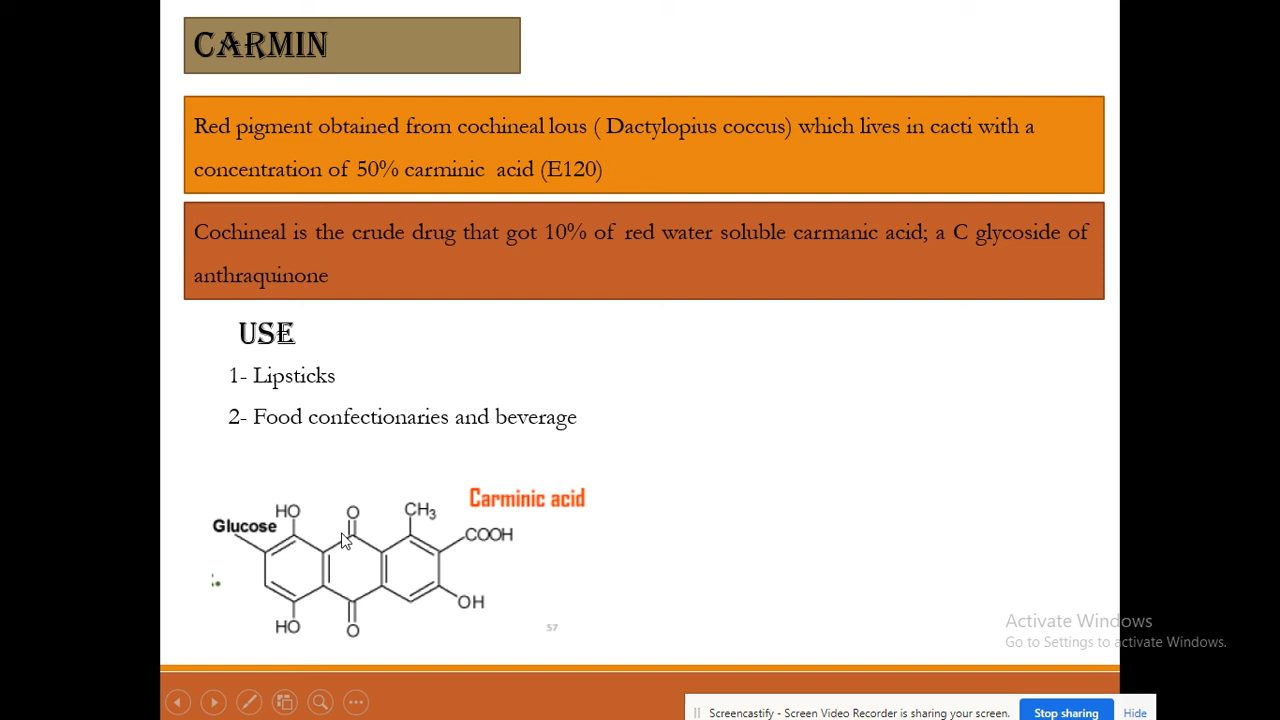 CARMIN
Red pigment obtained from cochineal lous ( Dactylopius coccus) which lives in cacti with a
concentration of 50% carminic acid (E120)
Cochineal is the crude drug that got 10% of red water soluble carmanic acid; a C glycoside of
anthraquinone
USE
1- Lipsticks
2- Food confectionaries and beverage
Carminic acid
HO O CH3
Glucose
COOH
OH
HO O
57
Activate Windows
Go to Settings to activate Windows.
Screencastify - Screen Video Recorder is sharing your screen. Stop sharing Hide